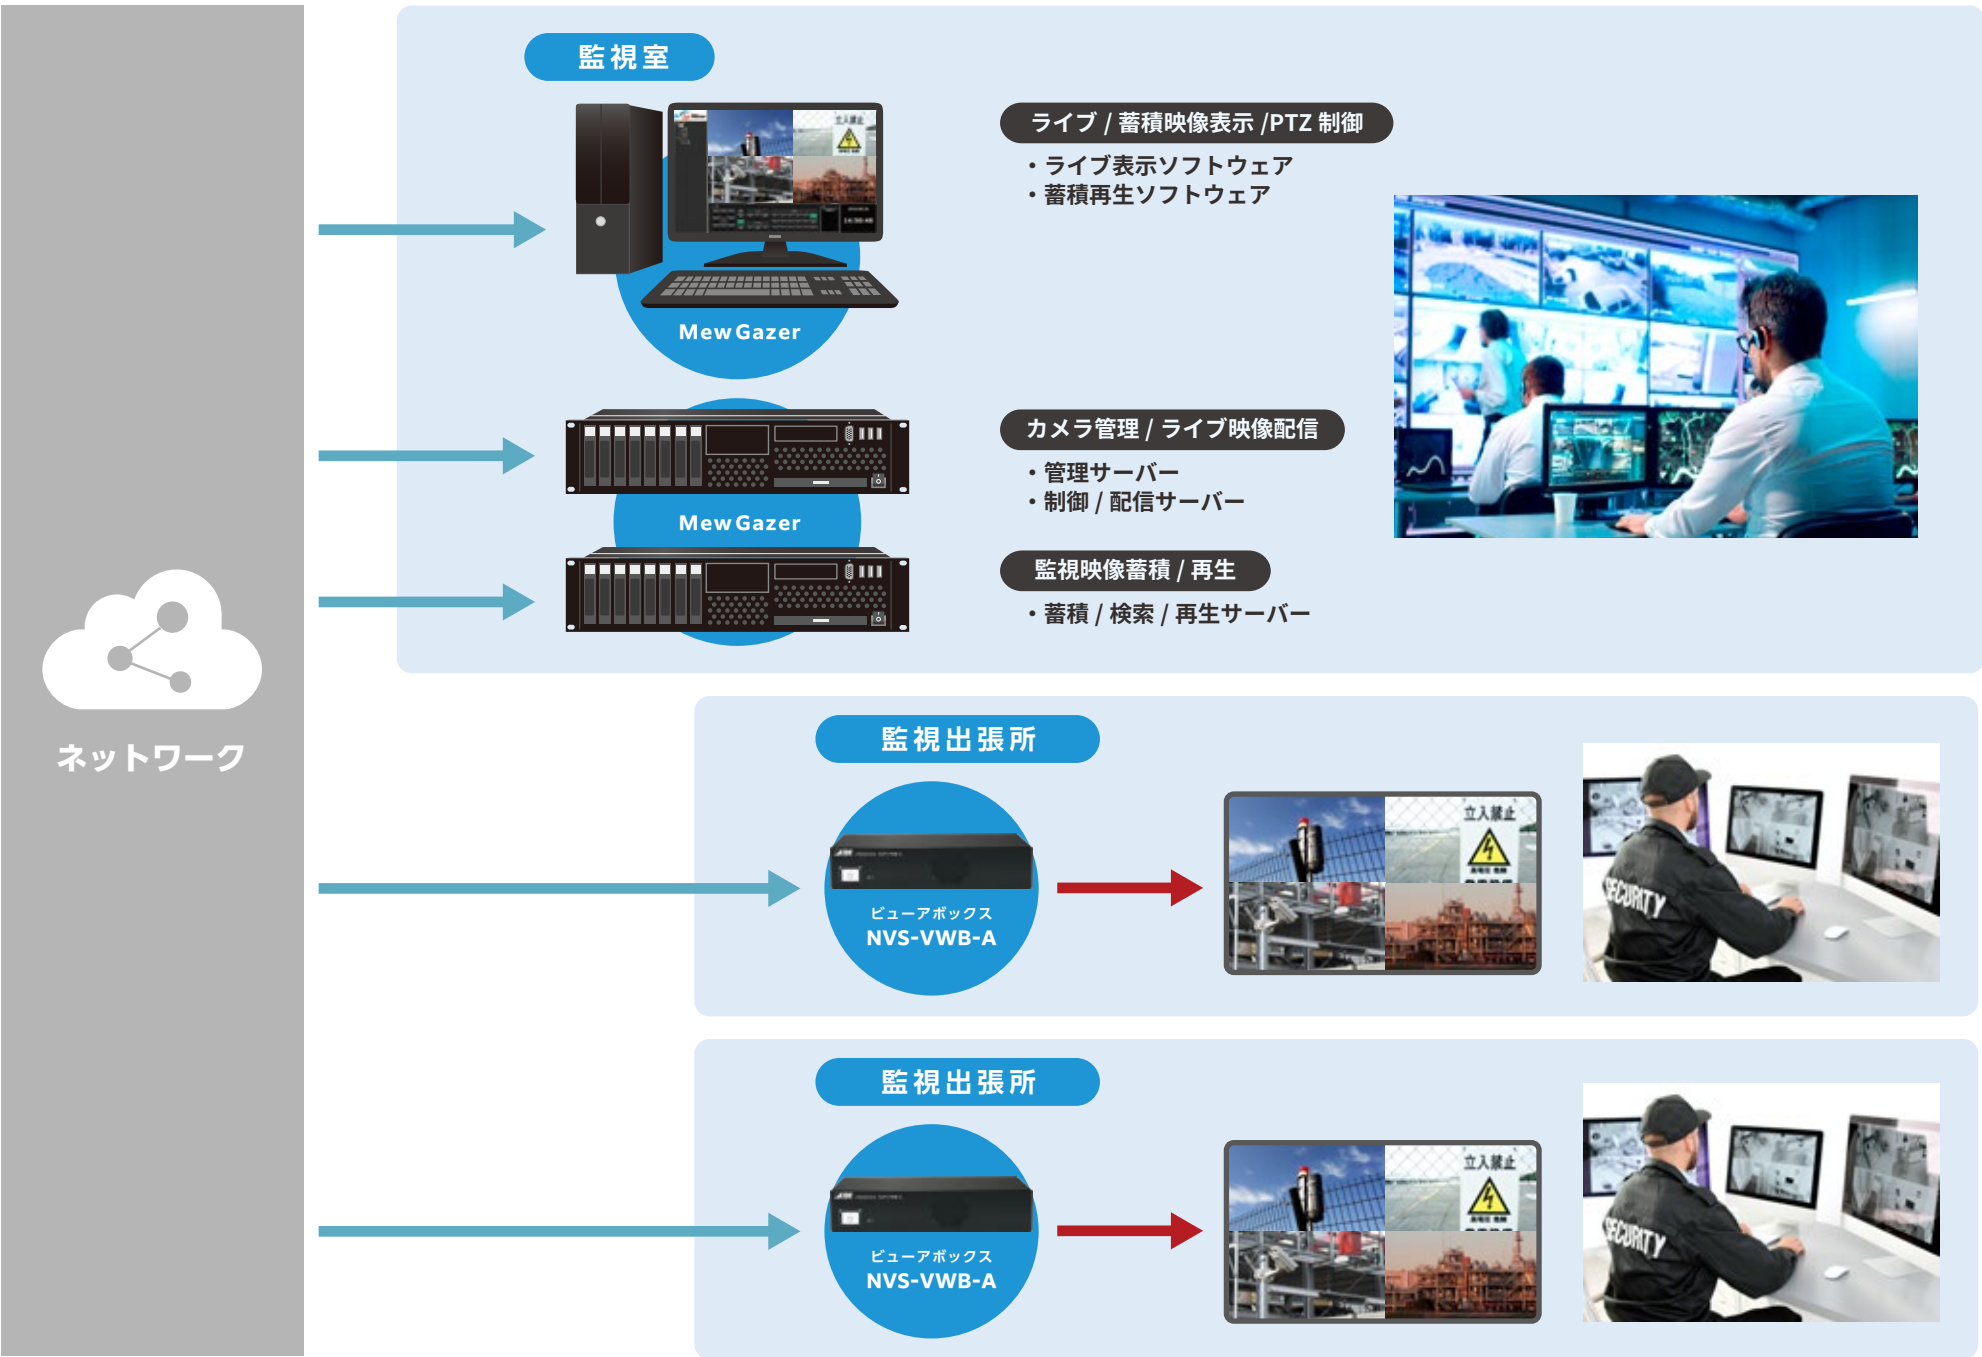 監視室
ライブ / 蓄積映像表示 /PTZ 制御
・ライブ表示ソフトウェア
・蓄積再生ソフトウェア
立入禁止
MewGazer
カメラ管理 / ライブ映像配信
・管理サーバー
・制御 / 配信サーバー
MewGazer
監視映像蓄積 / 再生
・蓄積 / 検索 / 再生サーバー
ネットワーク
監視出張所
ビューアボックス
NVS-VWB-A
立入禁止
SECURITY
監視出張所
ビューアボックス
NVS-VWB-A
立入禁止
SECURITY